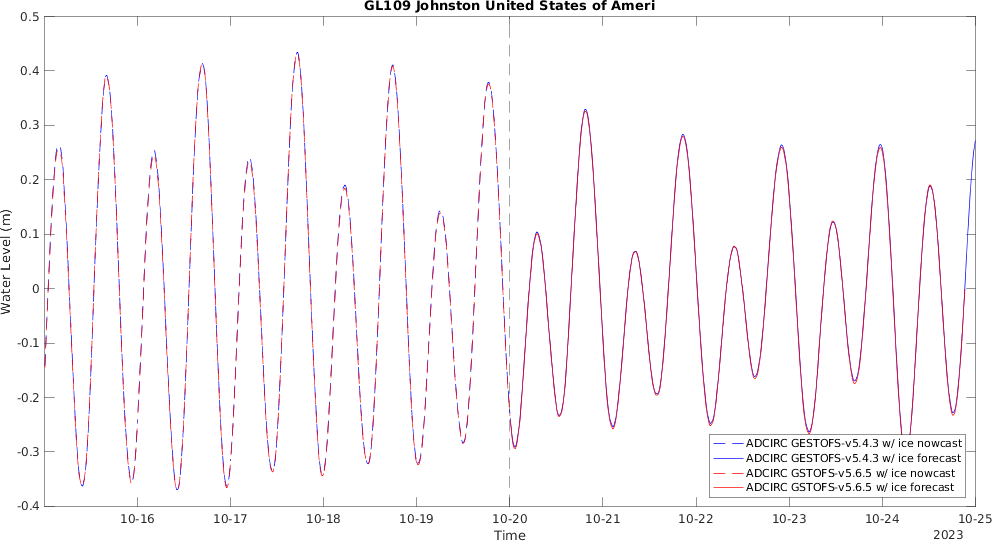 GL109 Johnston United States of Ameri
0.5
0.4
0.3
0.2
0.1
0
-0.1
-0.2
-0.3
-0.4
Water Level (m)
ADCIRC GESTOFS-v5.4.3 w/ ice nowcast
ADCIRC GESTOFS-v5.4.3 w/ ice forecast
ADCIRC GSTOFS-v5.6.5 w/ ice nowcast
ADCIRC GSTOFS-v5.6.5 w/ ice forecast
10-16 10-17 10-18 10-19 10-20 10-21 10-22 10-23 10-24 10-25
Time
2023